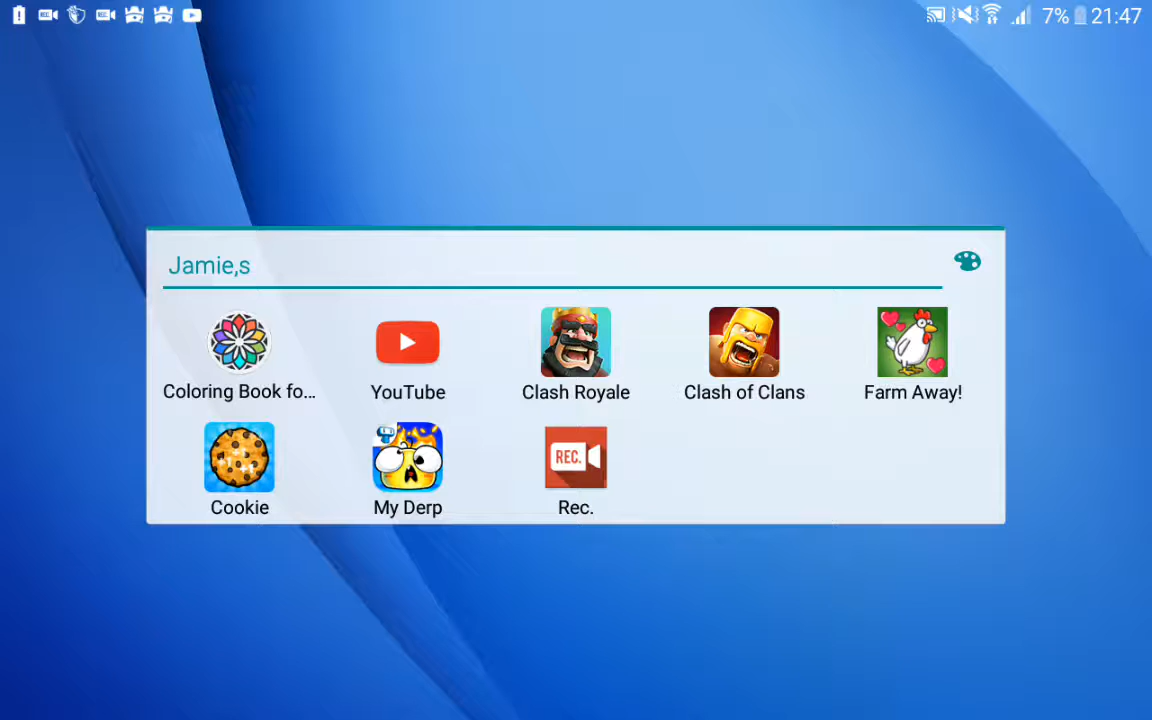 7% 21:47
Jamie,s
Coloring Book fo... YouTube Clash Royale Clash of Clans Farm Away!
REC.
Cookie My Derp Rec.